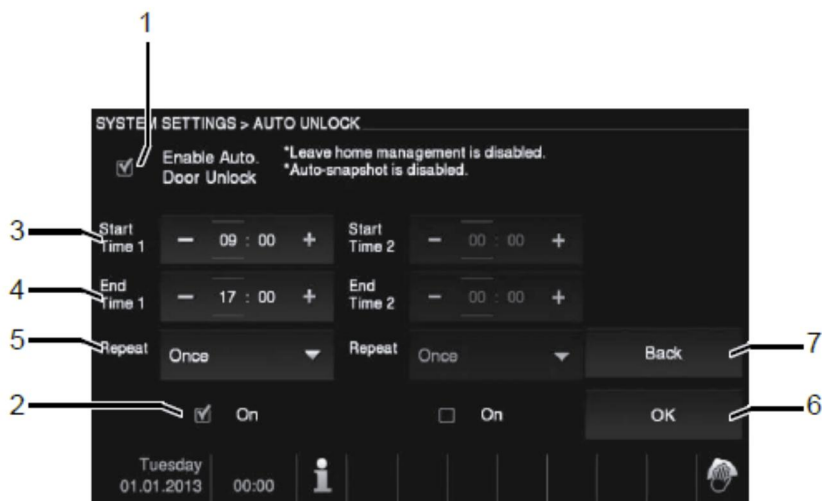 1
SYSTEM SETTINGS > AUTO UNLOCK
Enable Auto. Door Unlock
*Leave home management is disabled.
*Auto-snapshot is disabled.
3
Start Time 1
− 09 : 00 +
Start Time 2
− 00 : 00 +
4
End Time 1
− 17 : 00 +
End Time 2
− 00 : 00 +
5
Repeat
Once
Repeat
Once
Back
7
2
On
On
OK
6
Tuesday
01.01.2013
00:00
i